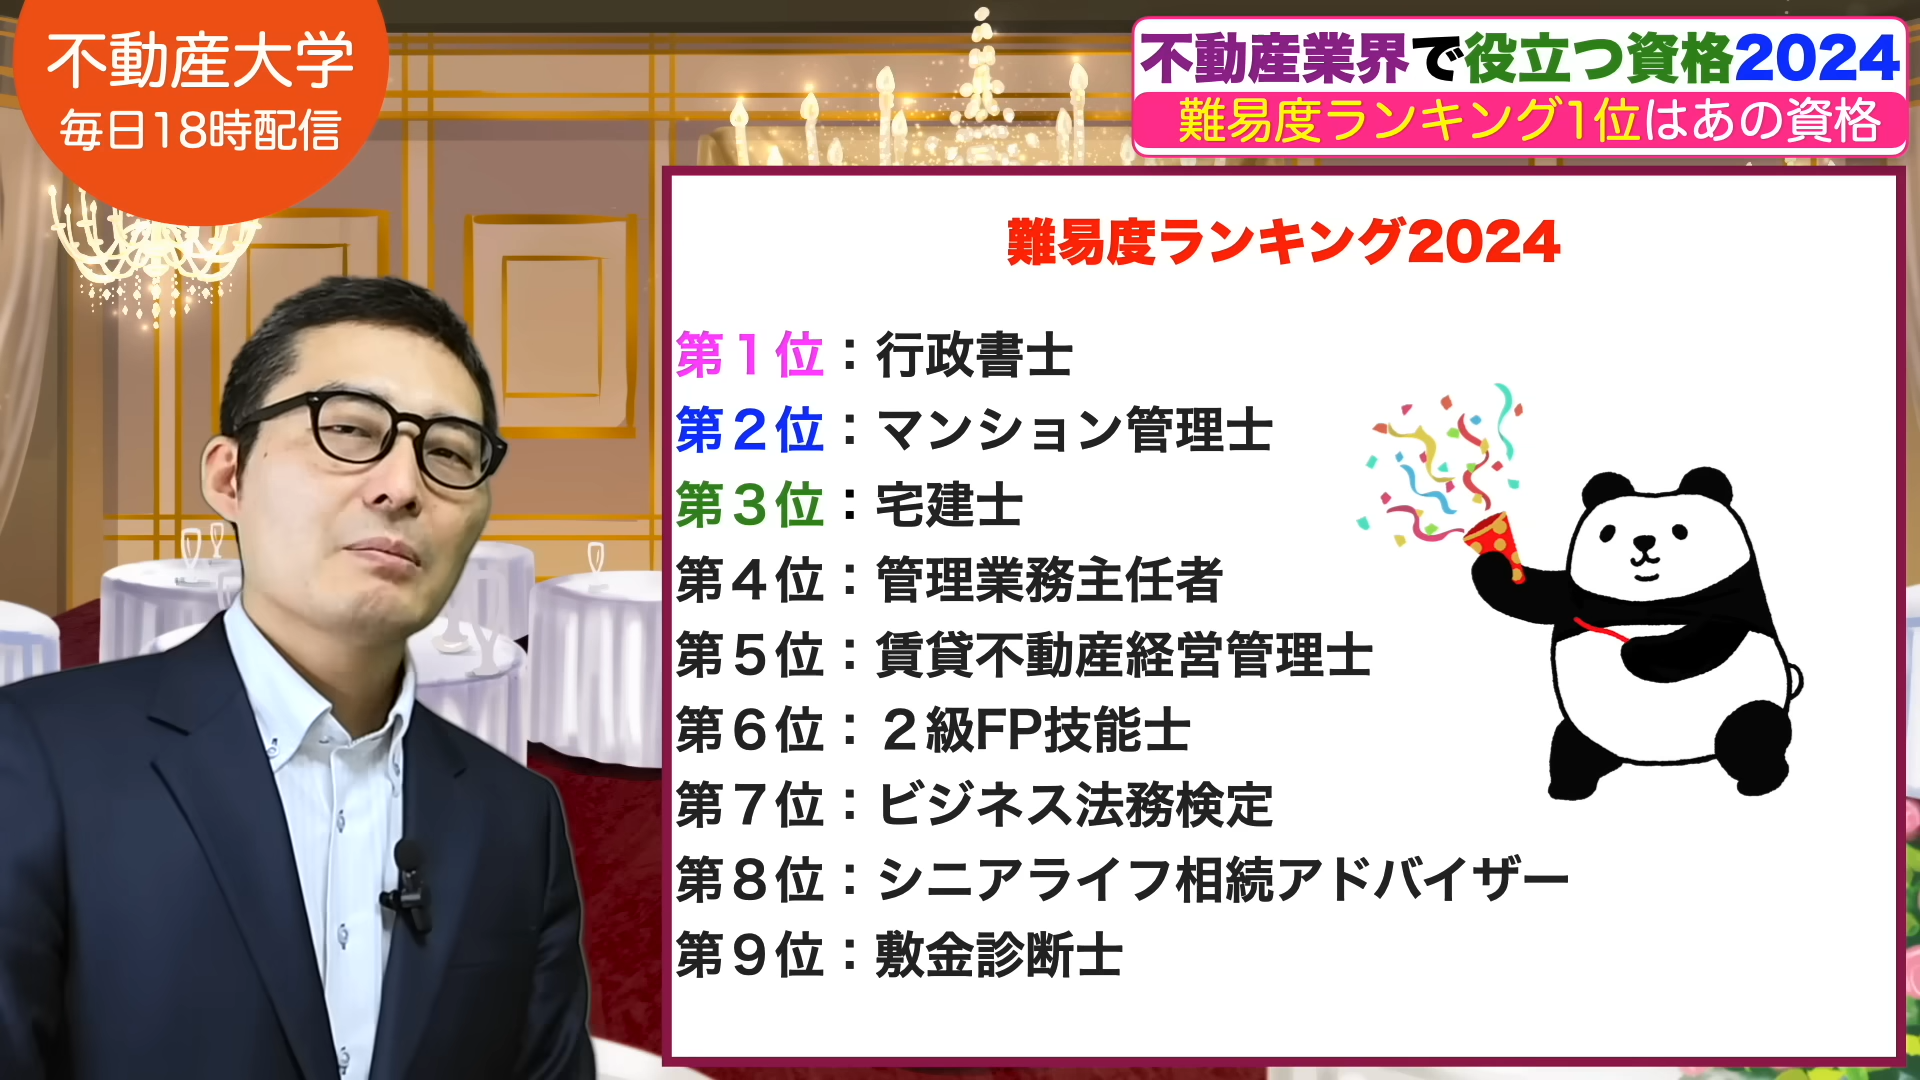 不動産大学
毎日18時配信
不動産業界で役立つ資格2024
難易度ランキング1位はあの資格
難易度ランキング2024
第１位：行政書士
第２位：マンション管理士
第３位：宅建士
第４位：管理業務主任者
第５位：賃貸不動産経営管理士
第６位：２級FP技能士
第７位：ビジネス法務検定
第８位：シニアライフ相続アドバイザー
第９位：敷金診断士